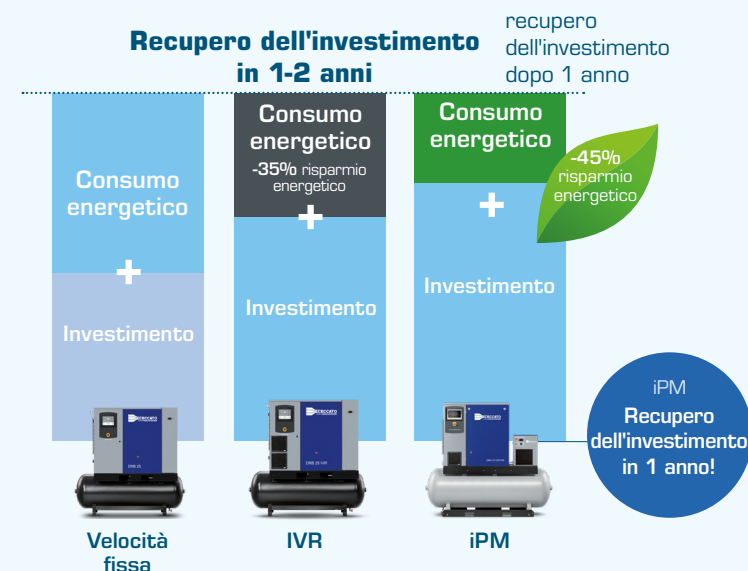 Recupero dell'investimento
in 1-2 anni
recupero
dell'investimento
dopo 1 anno
Consumo
energetico
+
Investimento
Consumo
energetico
-35% risparmio
energetico
+
Investimento
Consumo
energetico
+
Investimento
-45%
risparmio
energetico
iPM
Recupero
dell'investimento
in 1 anno!
CECCATO
CECCATO
Velocità
fissa
IVR
iPM